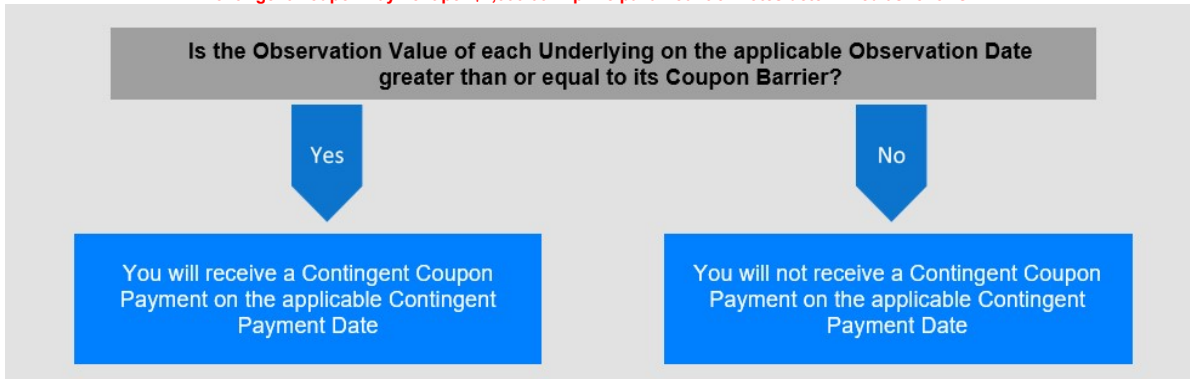 Is the Observation Value of each Underlying on the applicable Observation Date
greater than or equal to its Coupon Barrier?
Yes
No
You will receive a Contingent Coupon
Payment on the applicable Contingent
Payment Date
You will not receive a Contingent Coupon
Payment on the applicable Contingent
Payment Date